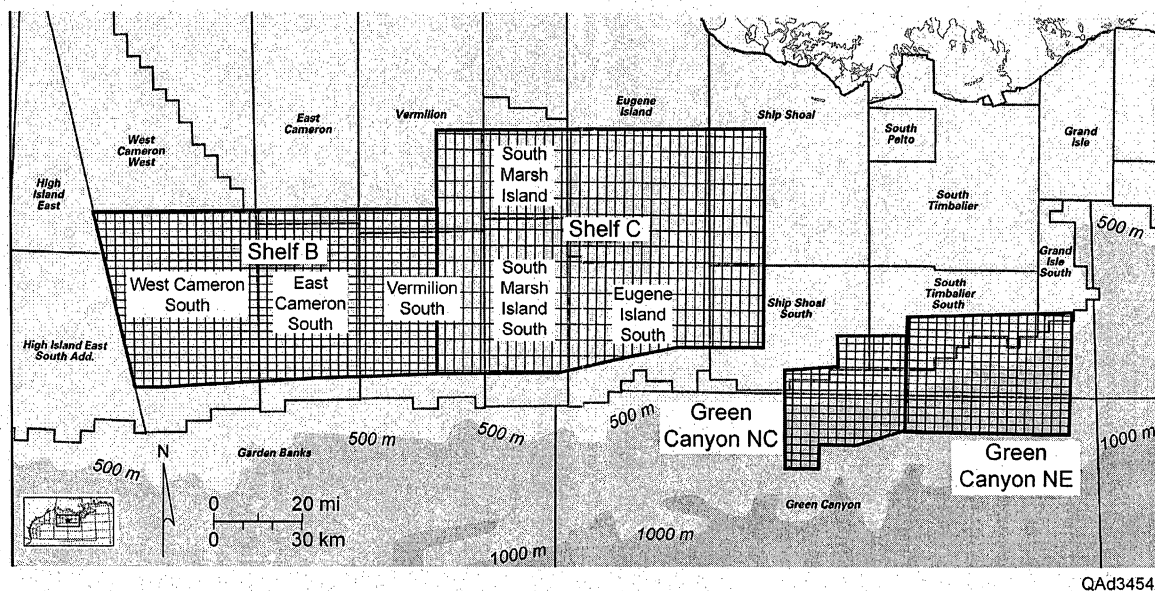 Eugene
Island
Vermilion
Ship Shoal
East
Cameron
South
Pelto
Grand
Isle
West
Cameron
West
South
Marsh
Island
High
Island
East
South
Timbalier
500 m
Shelf C
Shelf B
Grand
Isle
South
West Cameron
South
East
Cameron
South
Vermilion
South
South
Marsh
Island
South
Eugene
Island
South
South
Timbalier
South
Ship Shoal
South
High Island East
South Add.
500 m
Green
Canyon NC
500 m
500 m
1000 m
N
Garden Banks
Green
Canyon NE
500 m
0 20 mi
0 30 km
Green Canyon
1000 m
1000 m
QAd3454